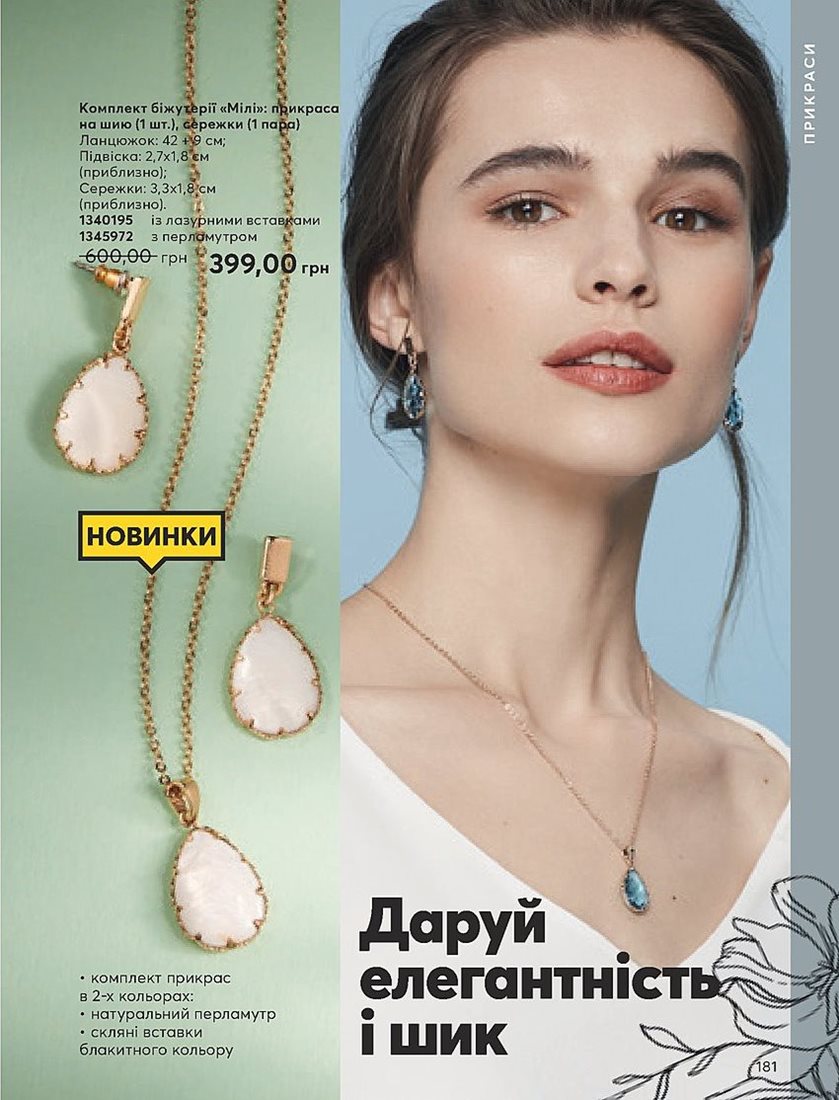 ПРИКРАСИ
Комплект біжутерії «Мілі»: прикраса
на шию (1 шт.), сережки (1 пара)
Ланцюжок: 42 + 9 см;
Підвіска: 2,7х1,8 см
(приблизно);
Сережки: 3,3х1,8 см
(приблизно).
1340195 із лазурними вставками
1345972 з перламутром
600,00 грн 399,00 грн
НОВИНКИ
Даруй
елегантність
і шик
• комплект прикрас
в 2-х кольорах:
• натуральний перламутр
• скляні вставки
блакитного кольору
181